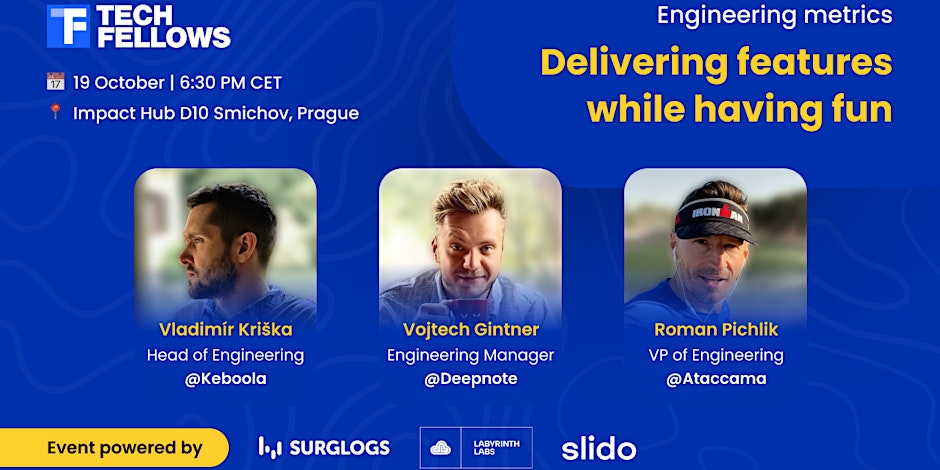 TECH
FELLOWS
19 October | 6:30 PM CET
Impact Hub D10 Smichov, Prague
Engineering metrics
Delivering features
while having fun
IRONMAN
Vladimír Kriška
Head of Engineering
@Keboola
Vojtech Gintner
Engineering Manager
@Deepnote
Roman Pichlik
VP of Engineering
@Ataccama
Event powered by
SURGLOGS
LABYRINTH
LABS
slido